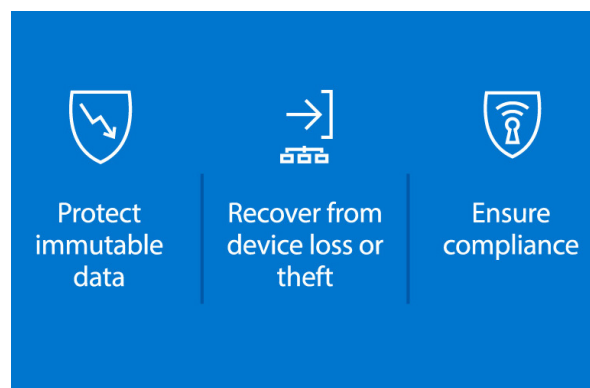 Protect
immutable
data
Recover from
device loss or
theft
Ensure
compliance